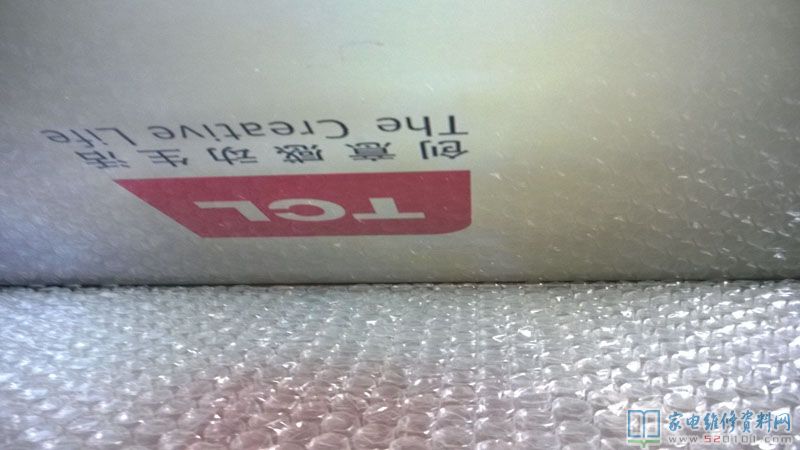 TCL
创意感动生活
The Creative Life
家电维修资料网
www.520101.com